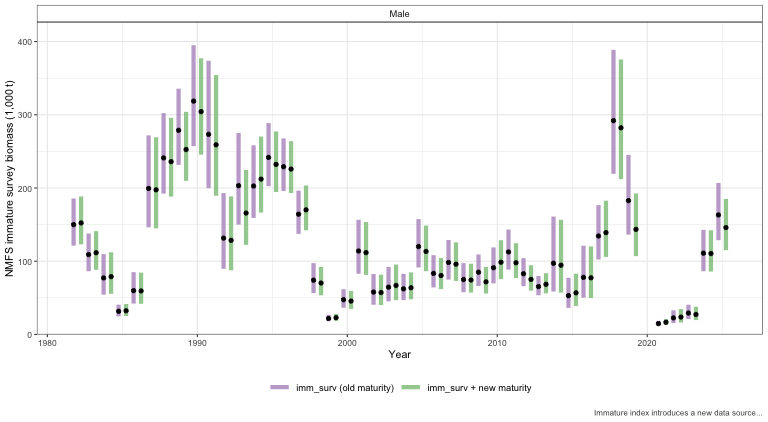 Male
NMFS immature survey biomass (1,000 t)
400
300
200
100
0
1980
1990
2000
2010
2020
Year
imm_surv (old maturity)
imm_surv + new maturity
Immature index introduces a new data source...